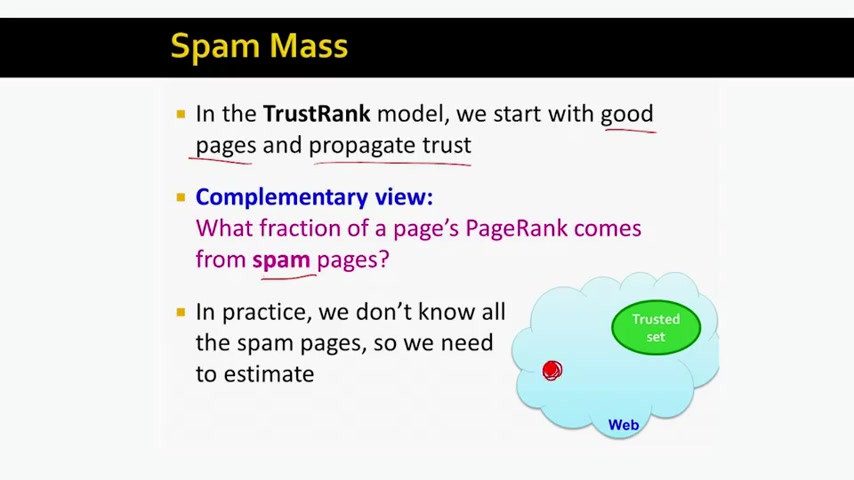 Spam Mass
In the TrustRank model, we start with good
pages and propagate trust
Complementary view:
What fraction of a page's PageRank comes
from spam pages?
In practice, we don't know all
the spam pages, so we need
to estimate
Trusted
set
Web